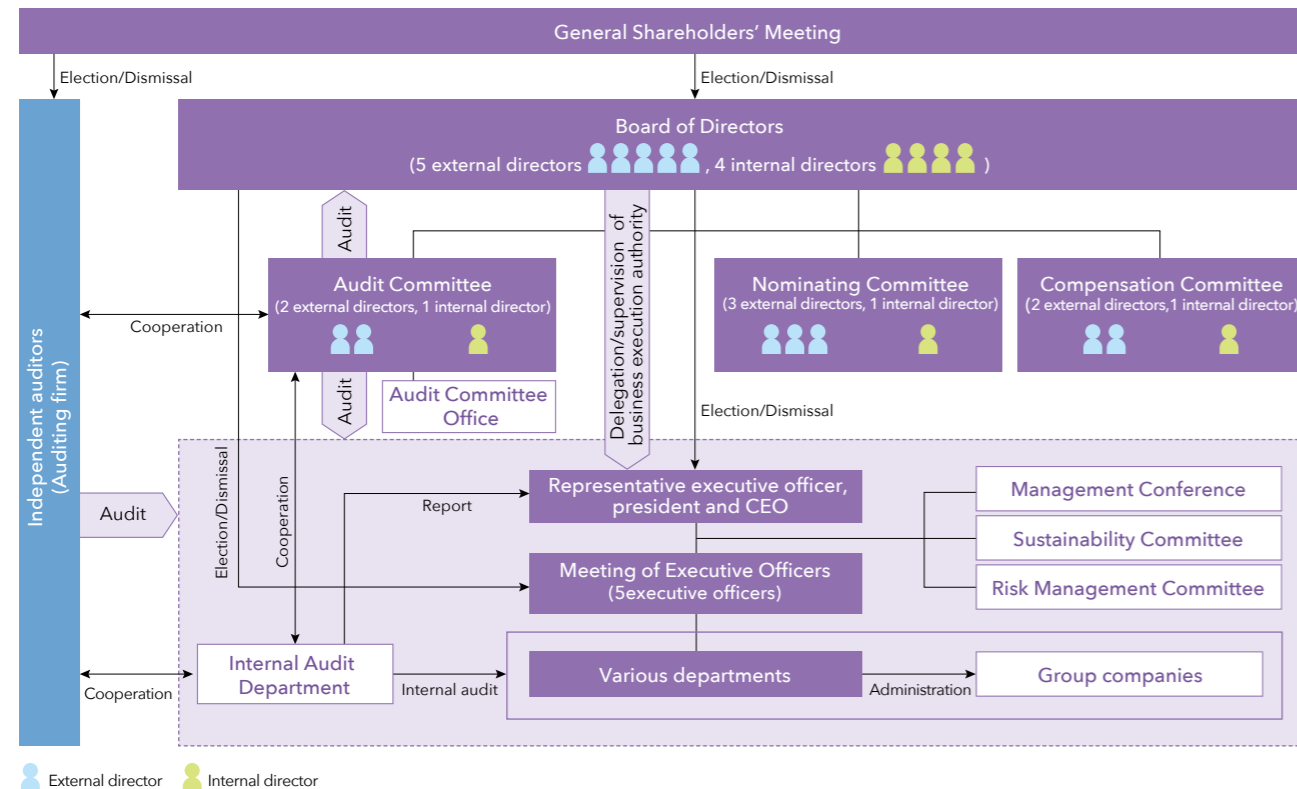 General Shareholders' Meeting
Election/Dismissal
Election/Dismissal
Independent auditors
(Auditing firm)
Board of Directors
(5 external directors , 4 internal directors )
Audit
Delegation/supervision of
business execution authority
Audit Committee
(2 external directors, 1 internal director)
Nominating Committee
(3 external directors, 1 internal director)
Compensation Committee
(2 external directors,1 internal director)
Cooperation
Audit
Audit Committee
Office
Election/Dismissal
Election/Dismissal
Cooperation
Audit
Report
Representative executive officer,
president and CEO
Management Conference
Sustainability Committee
Risk Management Committee
Meeting of Executive Officers
(5executive officers)
Cooperation
Internal Audit
Department
Internal audit
Various departments
Administration
Group companies
External director
Internal director